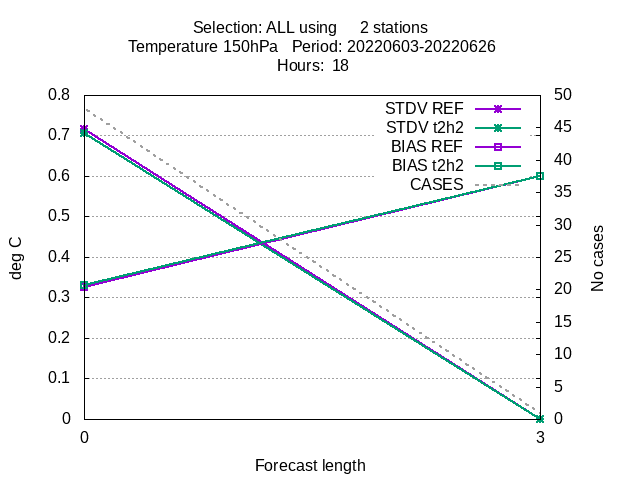 Selection: ALL using     2 stations
Temperature 150hPa   Period: 20220603-20220626
Hours:  18
0.8
0.7
0.6
0.5
0.4
0.3
0.2
0.1
0
50
45
40
35
30
25
20
15
10
5
0
STDV REF
STDV t2h2
BIAS REF
BIAS t2h2
CASES
deg C
No cases
0
3
Forecast length